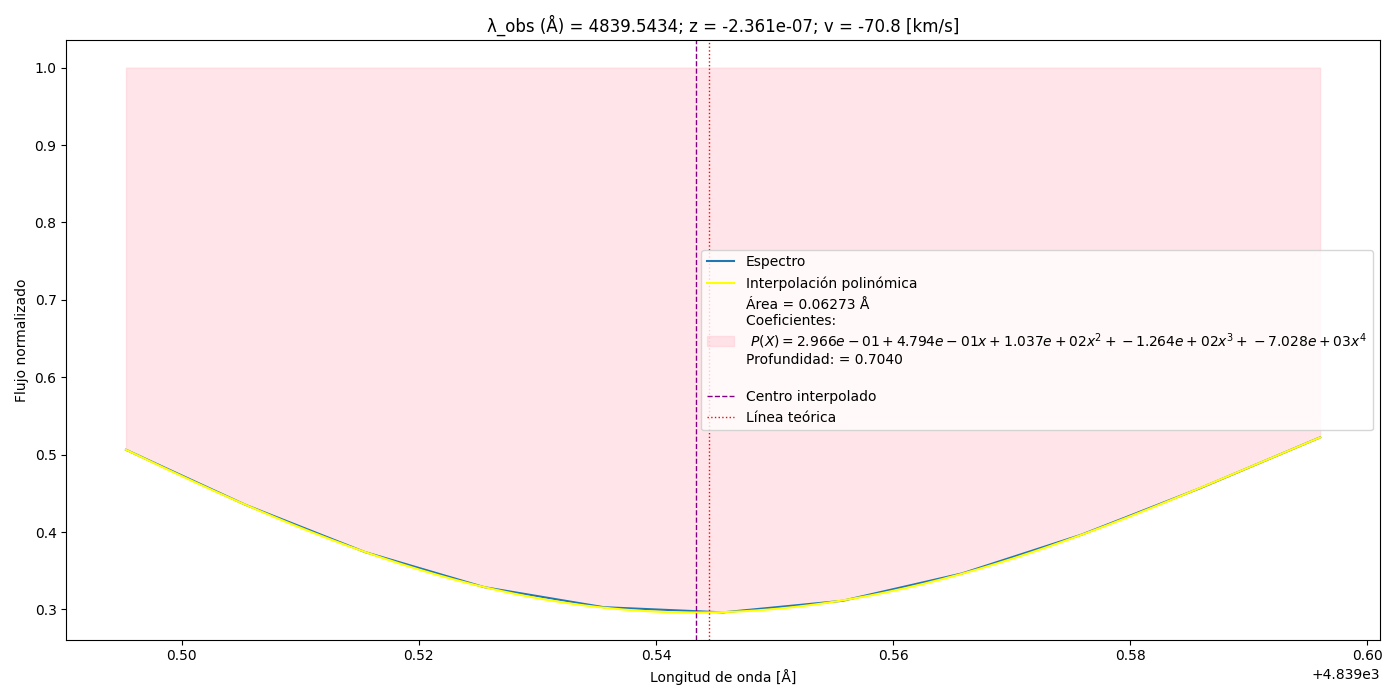 λ_obs (Å) = 4839.5434; z = -2.361e-07; v = -70.8 [km/s]
Flujo normalizado
1.0
0.9
0.8
0.7
0.6
0.5
0.4
0.3
Espectro
Interpolación polinómica
Área = 0.06273 Å
Coeficientes:
P(X) = 2.966e − 01 + 4.794e − 01x + 1.037e + 02x² + −1.264e + 02x³ + −7.028e + 03x⁴
Profundidad: = 0.7040
Centro interpolado
Línea teórica
0.50 0.52 0.54 0.56 0.58 0.60
+4.839e3
Longitud de onda [Å]